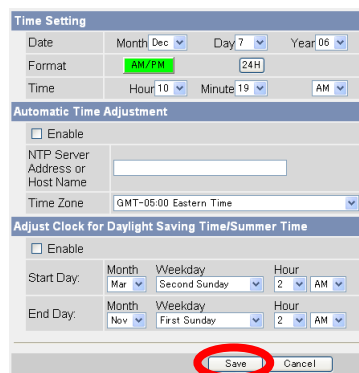 Time Setting
Date Month Dec Day 7 Year 06
Format AM/PM 24H
Time Hour 10 Minute 19 AM
Automatic Time Adjustment
Enable
NTP Server
Address or
Host Name
Time Zone GMT-05:00 Eastern Time
Adjust Clock for Daylight Saving Time/Summer Time
Enable
Month Weekday Hour
Start Day: Mar Second Sunday 2 AM
Month Weekday Hour
End Day: Nov First Sunday 2 AM
Save Cancel